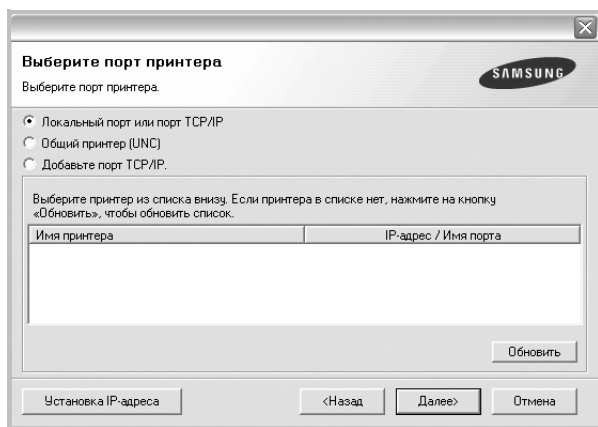 Выберите порт принтера
Выберите порт принтера.
SAMSUNG
Локальный порт или порт TCP/IP
Общий принтер (UNC)
Добавьте порт TCP/IP.
Выберите принтер из списка внизу. Если принтера в списке нет, нажмите на кнопку
«Обновить», чтобы обновить список.
Имя принтера IP-адрес / Имя порта
Обновить
Установка IP-адреса <Назад Далее> Отмена